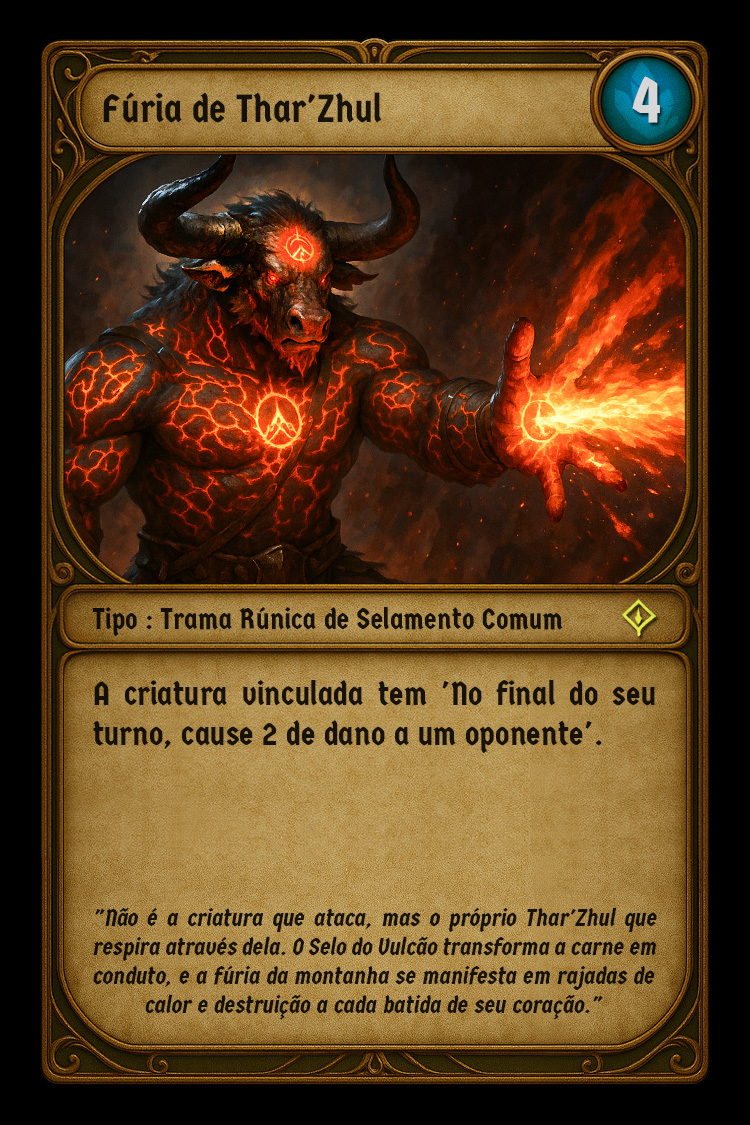 Fúria de Thar'Zhul
4
Tipo : Trama Rúnica de Selamento Comum
A criatura vinculada tem 'No final do seu
turno, cause 2 de dano a um oponente'.
"Não é a criatura que ataca, mas o próprio Thar'Zhul que
respira através dela. O Selo do Vulcão transforma a carne em
conduto, e a fúria da montanha se manifesta em rajadas de
calor e destruição a cada batida de seu coração."